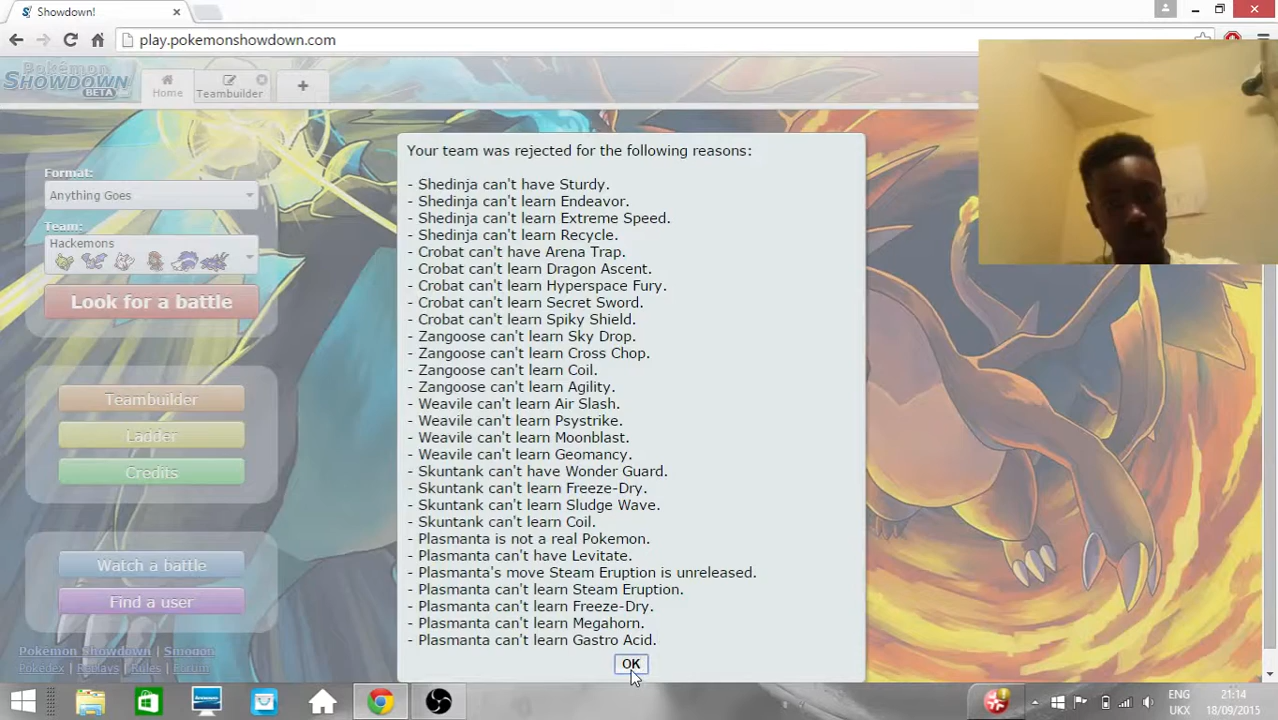 Showdown!
play.pokemonshowdown.com
Pokémon
SHOWDOWN
BETA
Home
Teambuilder
Format:
Anything Goes
Team:
Hackemons
Look for a battle
Teambuilder
Ladder
Credits
Watch a battle
Find a user
Pokémon Showdown | Smogon
Pokedex | Replays | Rules | Forum
Your team was rejected for the following reasons:
- Shedinja can't have Sturdy.
- Shedinja can't learn Endeavor.
- Shedinja can't learn Extreme Speed.
- Shedinja can't learn Recycle.
- Crobat can't have Arena Trap.
- Crobat can't learn Dragon Ascent.
- Crobat can't learn Hyperspace Fury.
- Crobat can't learn Secret Sword.
- Crobat can't learn Spiky Shield.
- Zangoose can't learn Sky Drop.
- Zangoose can't learn Cross Chop.
- Zangoose can't learn Coil.
- Zangoose can't learn Agility.
- Weavile can't learn Air Slash.
- Weavile can't learn Psystrike.
- Weavile can't learn Moonblast.
- Weavile can't learn Geomancy.
- Skuntank can't have Wonder Guard.
- Skuntank can't learn Freeze-Dry.
- Skuntank can't learn Sludge Wave.
- Skuntank can't learn Coil.
- Plasmanta is not a real Pokemon.
- Plasmanta can't have Levitate.
- Plasmanta's move Steam Eruption is unreleased.
- Plasmanta can't learn Steam Eruption.
- Plasmanta can't learn Freeze-Dry.
- Plasmanta can't learn Megahorn.
- Plasmanta can't learn Gastro Acid.
OK
ENG
UKX
21:14
18/09/2015